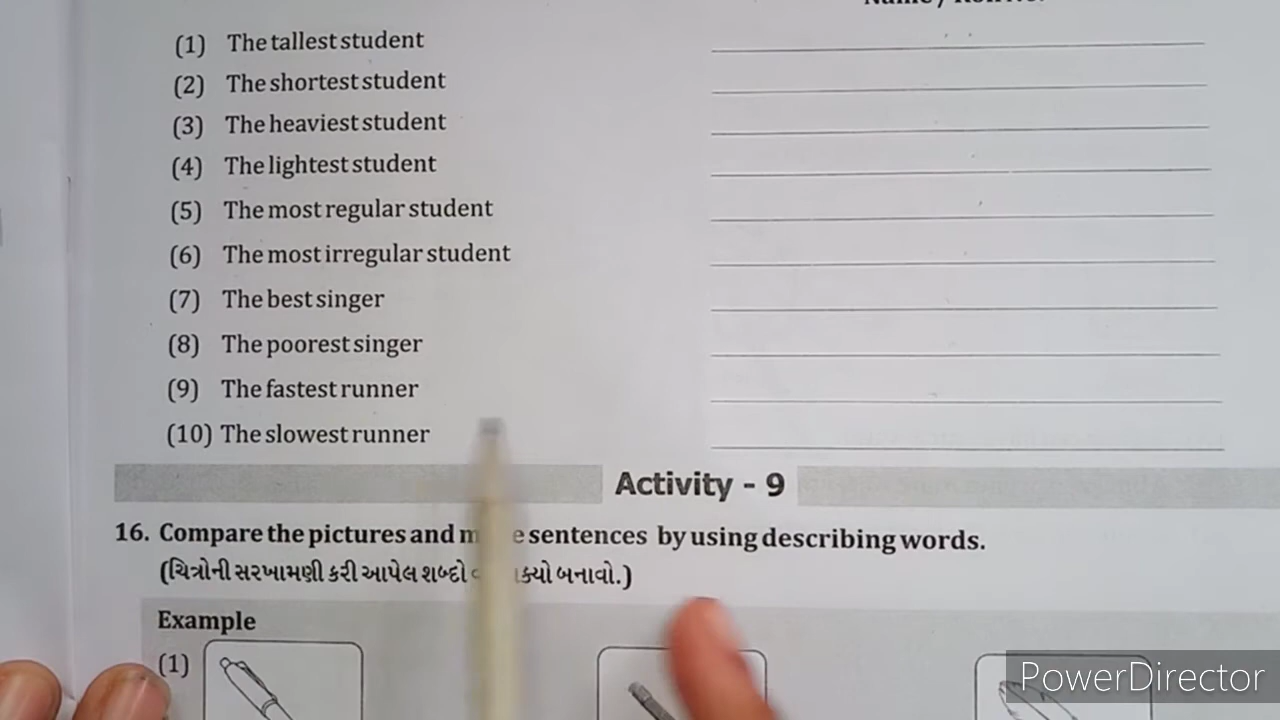 (1) The tallest student
(2) The shortest student
(3) The heaviest student
(4) The lightest student
(5) The most regular student
(6) The most irregular student
(7) The best singer
(8) The poorest singer
(9) The fastest runner
(10) The slowest runner
Activity - 9
16. Compare the pictures and sentences by using describing words.
(ચિત્રોની સરખામણી કરી આપેલ શબ્દો બનાવો.)
Example
(1)
PowerDirector